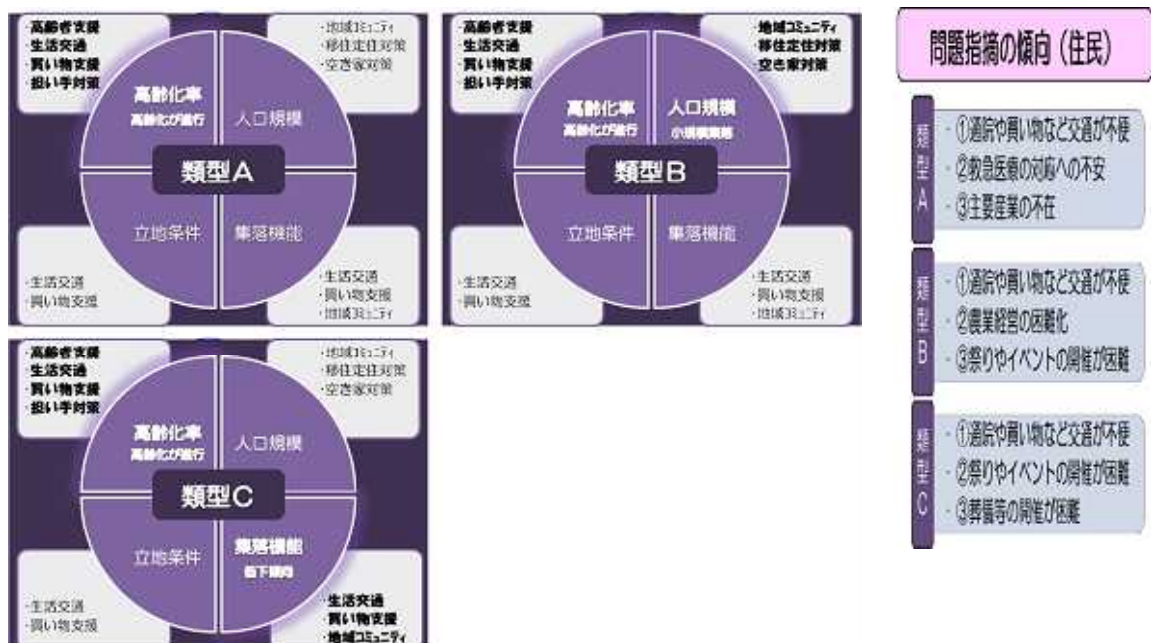 ・高齢者支援
・生活交通
・買い物支援
・担い手対策
・地域コミュニティ
・移住定住対策
・空き家対策
高齢化率
高齢化が進行
人口規模
類型A
立地条件
集落機能
・生活交通
・買い物支援
・生活交通
・買い物支援
・地域コミュニティ
・高齢者支援
・生活交通
・買い物支援
・担い手対策
・地域コミュニティ
・移住定住対策
・空き家対策
高齢化率
高齢化が進行
人口規模
小規模集落
類型B
立地条件
集落機能
・生活交通
・買い物支援
・生活交通
・買い物支援
・地域コミュニティ
・高齢者支援
・生活交通
・買い物支援
・担い手対策
・地域コミュニティ
・移住定住対策
・空き家対策
高齢化率
高齢化が進行
人口規模
類型C
立地条件
集落機能
低下傾向
・生活交通
・買い物支援
・生活交通
・買い物支援
・地域コミュニティ
問題指摘の傾向（住民）
類型A
・①通院や買い物など交通が不便
・②救急医療の対応への不安
・③主要産業の不在
類型B
・①通院や買い物など交通が不便
・②農業経営の困難化
・③祭りやイベントの開催が困難
類型C
・①通院や買い物など交通が不便
・②祭りやイベントの開催が困難
・③葬儀等の開催が困難